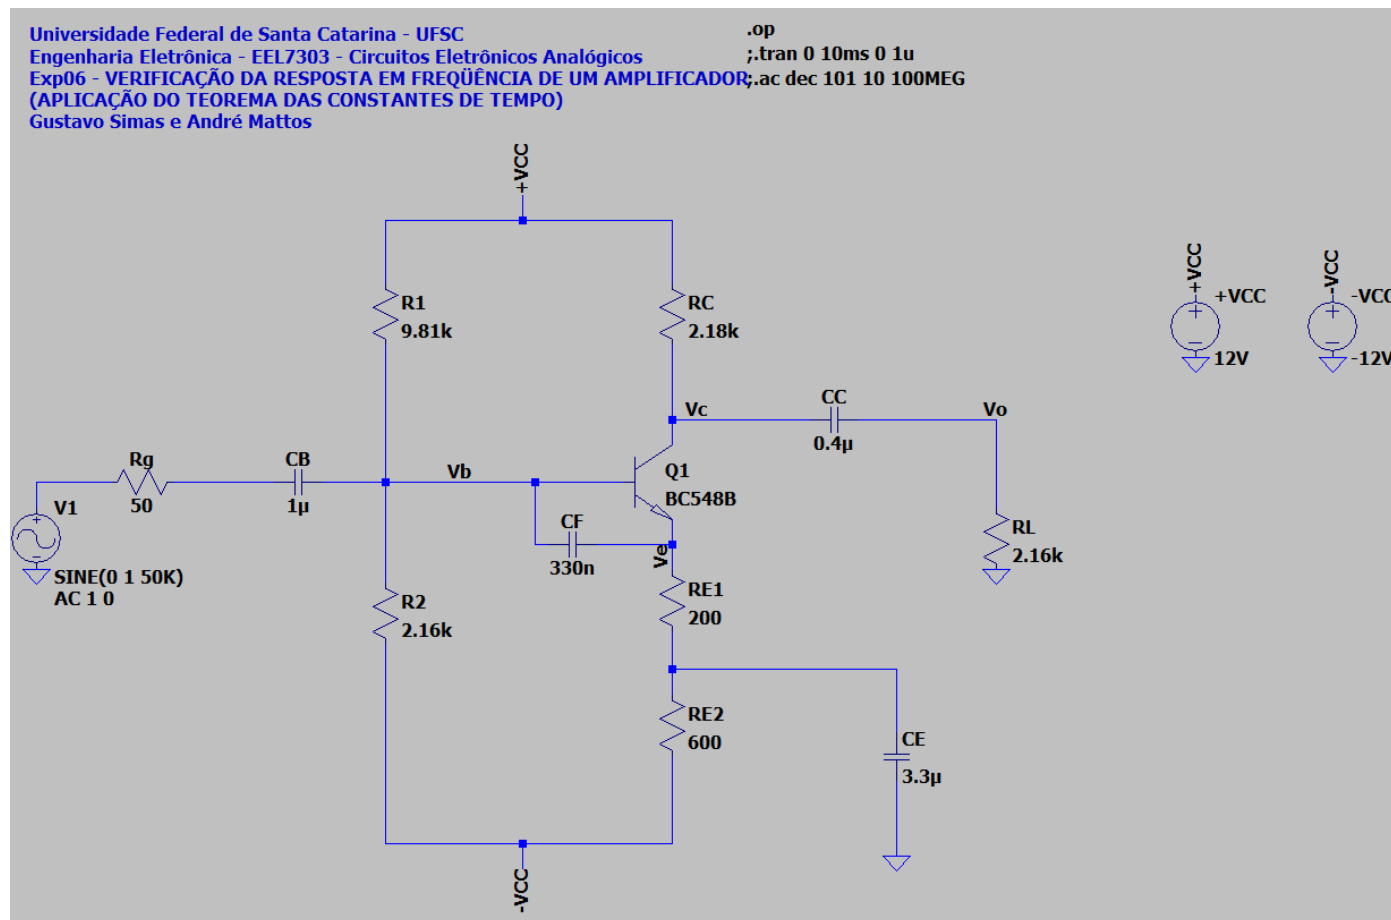 Universidade Federal de Santa Catarina - UFSC
Engenharia Eletrônica - EEL7303 - Circuitos Eletrônicos Analógicos
Exp06 - VERIFICAÇÃO DA RESPOSTA EM FREQÜÊNCIA DE UM AMPLIFICADOR
(APLICAÇÃO DO TEOREMA DAS CONSTANTES DE TEMPO)
Gustavo Simas e André Mattos
.op
;.tran 0 10ms 0 1u
;.ac dec 101 10 100MEG
+VCC
R1
9.81k
RC
2.18k
+VCC
+VCC
12V
-VCC
-VCC
-12V
Vc
CC
0.4µ
Vo
Rg
50
CB
1µ
Vb
Q1
BC548B
V1
SINE(0 1 50K)
AC 1 0
CF
330n
Ve
RL
2.16k
R2
2.16k
RE1
200
RE2
600
CE
3.3µ
-VCC